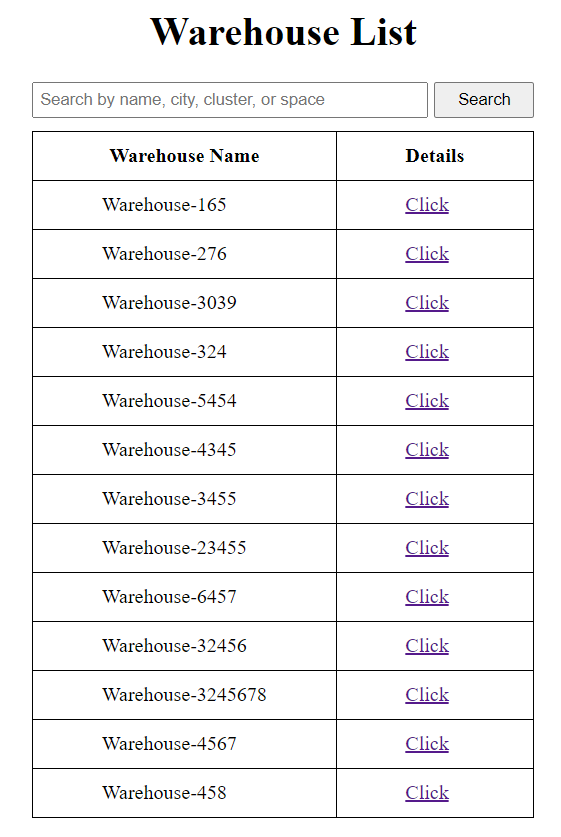 Warehouse List
Search by name, city, cluster, or space Search
Warehouse Name Details
Warehouse-165 Click
Warehouse-276 Click
Warehouse-3039 Click
Warehouse-324 Click
Warehouse-5454 Click
Warehouse-4345 Click
Warehouse-3455 Click
Warehouse-23455 Click
Warehouse-6457 Click
Warehouse-32456 Click
Warehouse-3245678 Click
Warehouse-4567 Click
Warehouse-458 Click